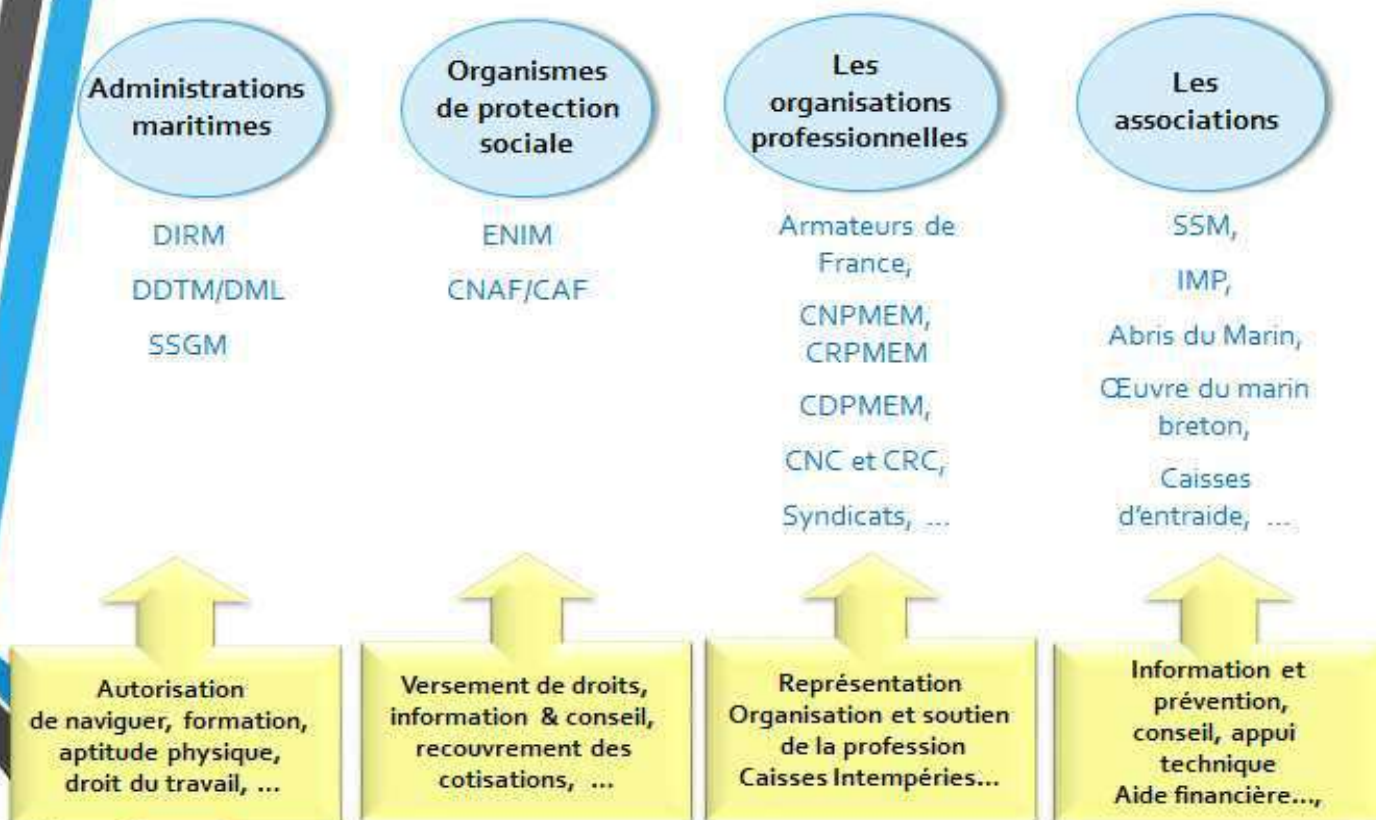 Administrations
maritimes
DIRM
DDTM/DML
SSGM
Autorisation
de naviguer, formation,
aptitude physique,
droit du travail, ...
Organismes
de protection
sociale
ENIM
CNAF/CAF
Versement de droits,
information & conseil,
recouvrement des
cotisations, ...
Les
organisations
professionnelles
Armateurs de
France,
CNPMEM,
CRPMEM
CDPMEM,
CNC et CRC,
Syndicats, ...
Représentation
Organisation et soutien
de la profession
Caisses Intempéries...
Les
associations
SSM,
IMP,
Abris du Marin,
Œuvre du marin
breton,
Caisses
d'entraide, ...
Information et
prévention,
conseil, appui
technique
Aide financière...,